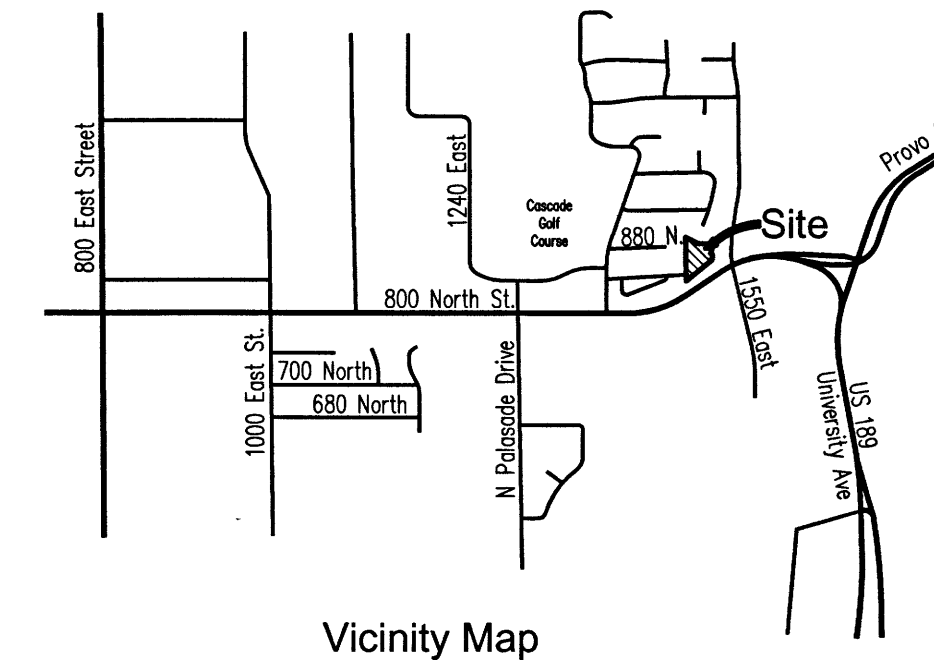 800 East Street
1240 East
Cascade
Golf
Course
880 N.
Site
Provo
800 North St.
1550 East
1000 East St.
700 North
680 North
N Palasade Drive
University Ave
US 189
Vicinity Map